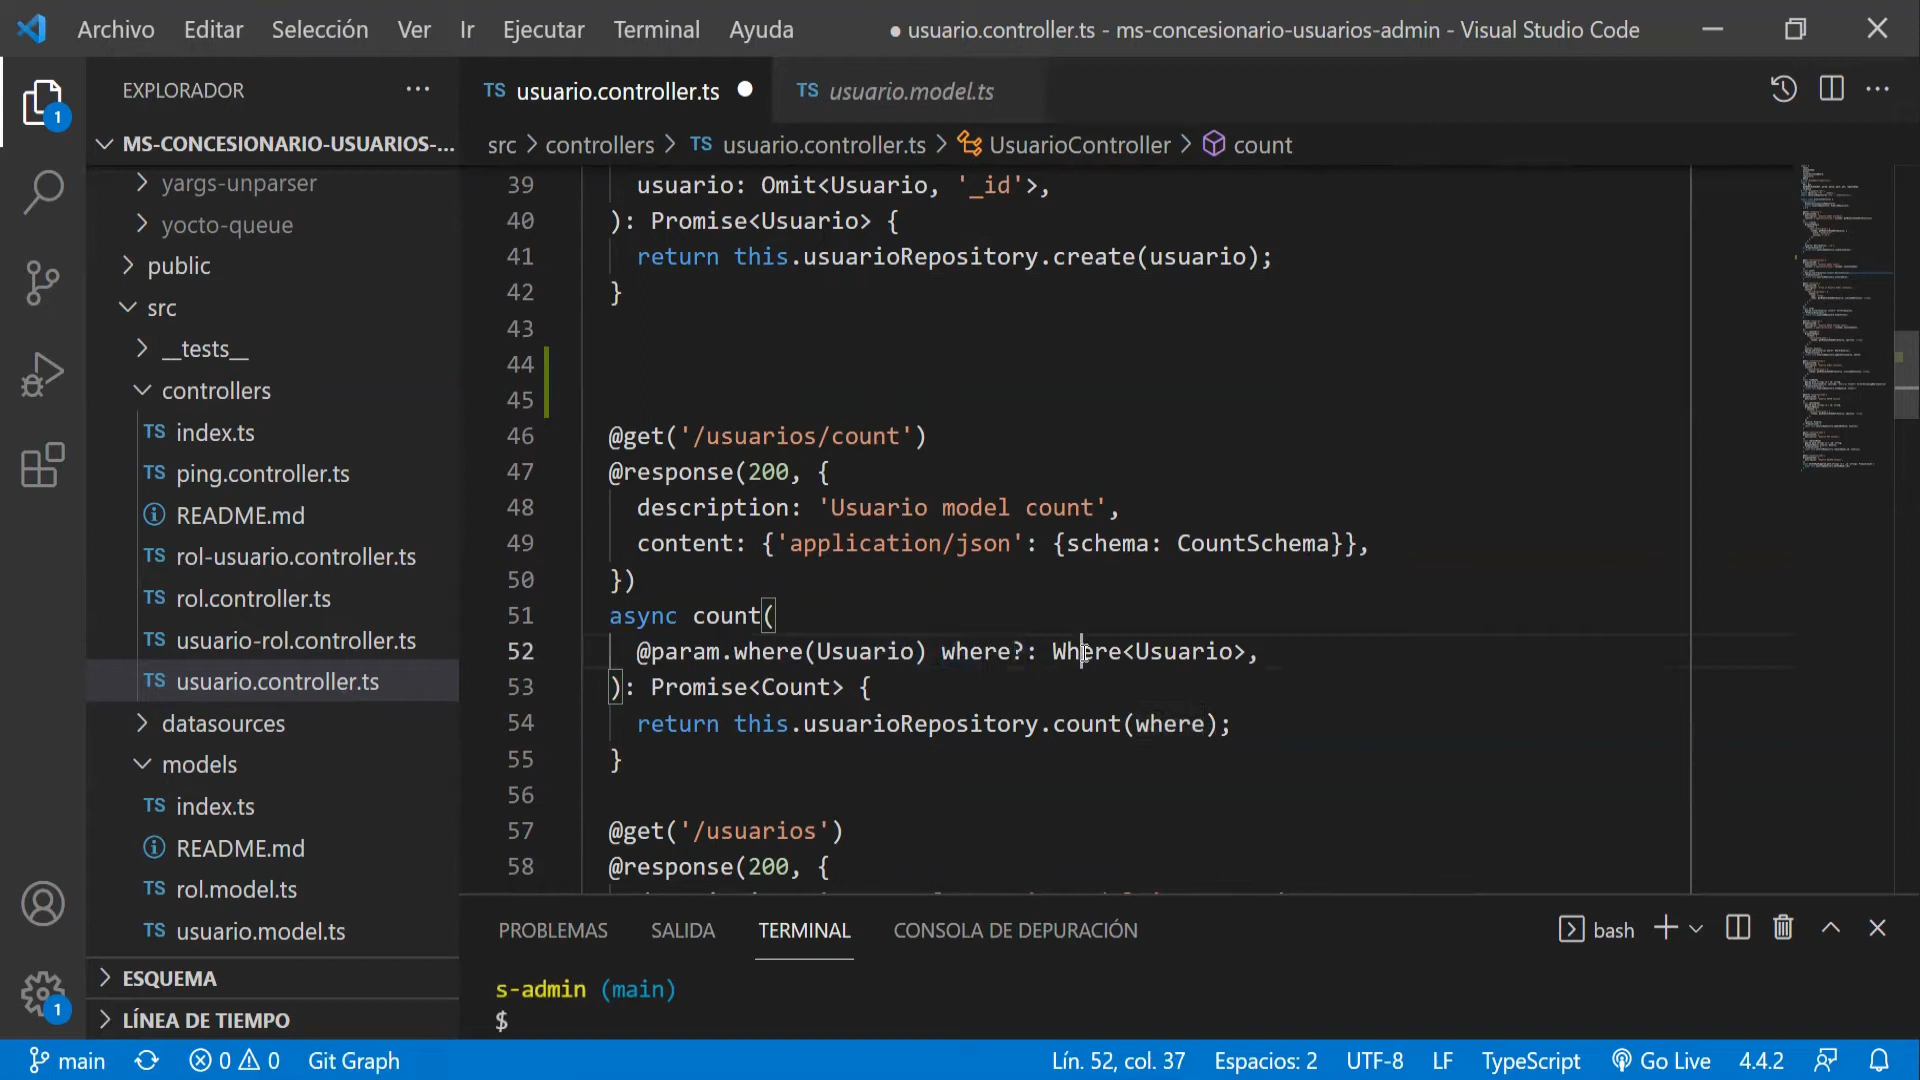 Archivo Editar Selección Ver Ir Ejecutar Terminal Ayuda ● usuario.controller.ts - ms-concesionario-usuarios-admin - Visual Studio Code
EXPLORADOR ···
TS usuario.controller.ts ● TS usuario.model.ts
MS-CONCESIONARIO-USUARIOS-...
src > controllers > TS usuario.controller.ts > UsuarioController > count
yargs-unparser
yocto-queue
public
src
__tests__
controllers
TS index.ts
TS ping.controller.ts
README.md
TS rol-usuario.controller.ts
TS rol.controller.ts
TS usuario-rol.controller.ts
TS usuario.controller.ts
datasources
models
TS index.ts
README.md
TS rol.model.ts
TS usuario.model.ts
ESQUEMA
LÍNEA DE TIEMPO
1
1
39 usuario: Omit<Usuario, '_id'>,
40 ): Promise<Usuario> {
41 return this.usuarioRepository.create(usuario);
42 }
43
44
45
46 @get('/usuarios/count')
47 @response(200, {
48 description: 'Usuario model count',
49 content: {'application/json': {schema: CountSchema}},
50 })
51 async count(
52 @param.where(Usuario) where?: Where<Usuario>,
53 ): Promise<Count> {
54 return this.usuarioRepository.count(where);
55 }
56
57 @get('/usuarios')
58 @response(200, {
PROBLEMAS SALIDA TERMINAL CONSOLA DE DEPURACIÓN bash
s-admin (main)
$
main 0 0 Git Graph Lín. 52, col. 37 Espacios: 2 UTF-8 LF TypeScript Go Live 4.4.2